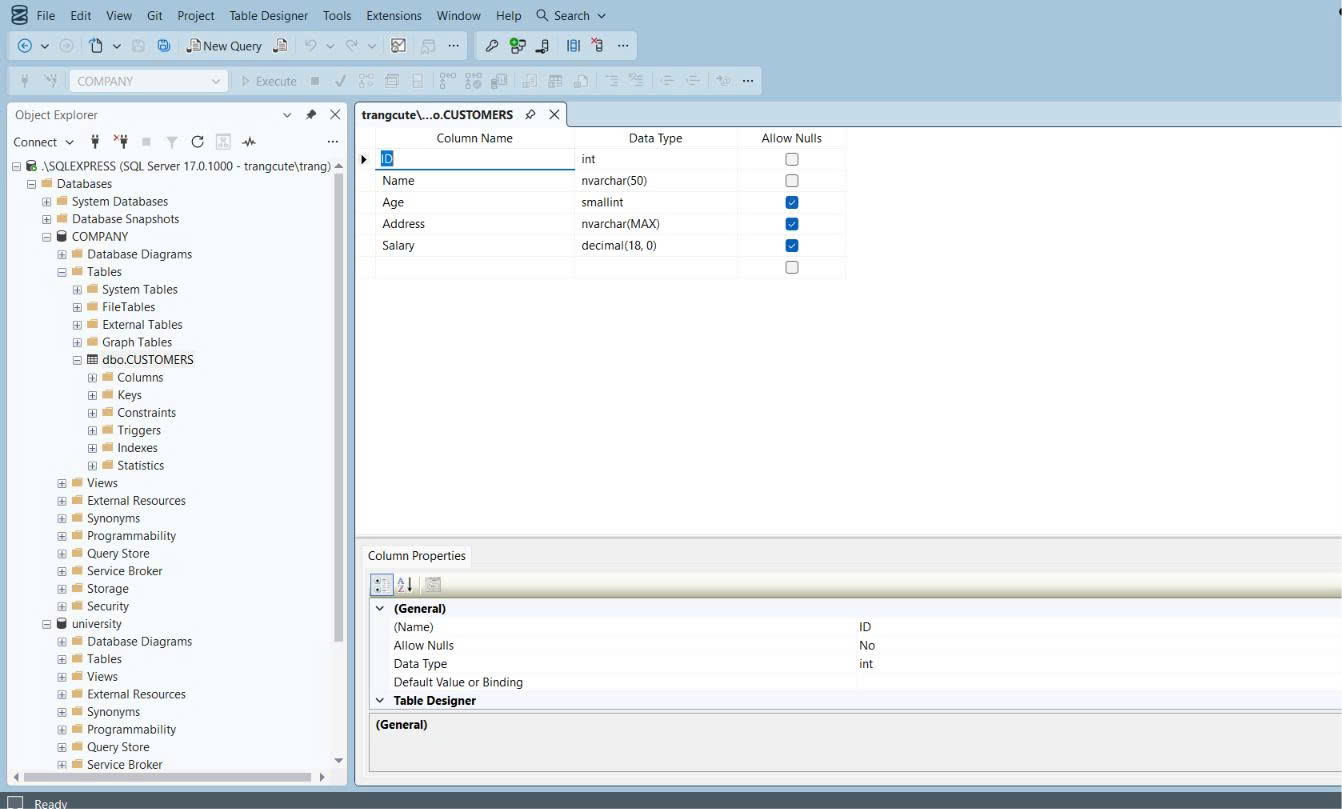 File Edit View Git Project Table Designer Tools Extensions Window Help Search
New Query
COMPANY Execute
Object Explorer
Connect
.\SQLEXPRESS (SQL Server 17.0.1000 - trangcute\trang)
Databases
System Databases
Database Snapshots
COMPANY
Database Diagrams
Tables
System Tables
FileTables
External Tables
Graph Tables
dbo.CUSTOMERS
Columns
Keys
Constraints
Triggers
Indexes
Statistics
Views
External Resources
Synonyms
Programmability
Query Store
Service Broker
Storage
Security
university
Database Diagrams
Tables
Views
External Resources
Synonyms
Programmability
Query Store
Service Broker
trangcute\...o.CUSTOMERS
Column Name Data Type Allow Nulls
ID int
Name nvarchar(50)
Age smallint
Address nvarchar(MAX)
Salary decimal(18, 0)
Column Properties
(General)
(Name) ID
Allow Nulls No
Data Type int
Default Value or Binding
Table Designer
(General)
Ready